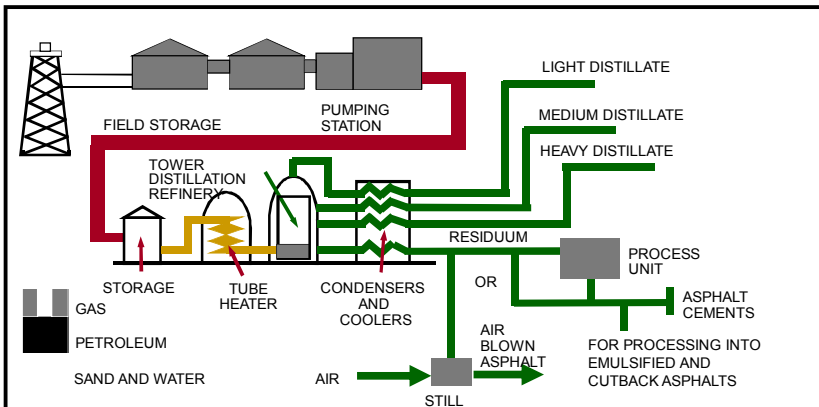 LIGHT DISTILLATE
MEDIUM DISTILLATE
HEAVY DISTILLATE
PUMPING
STATION
FIELD STORAGE
TOWER
DISTILLATION
REFINERY
STORAGE
TUBE
HEATER
CONDENSERS
AND
COOLERS
RESIDUUM
OR
PROCESS
UNIT
ASPHALT
CEMENTS
FOR PROCESSING INTO
EMULSIFIED AND
CUTBACK ASPHALTS
AIR
BLOWN
ASPHALT
AIR
STILL
GAS
PETROLEUM
SAND AND WATER